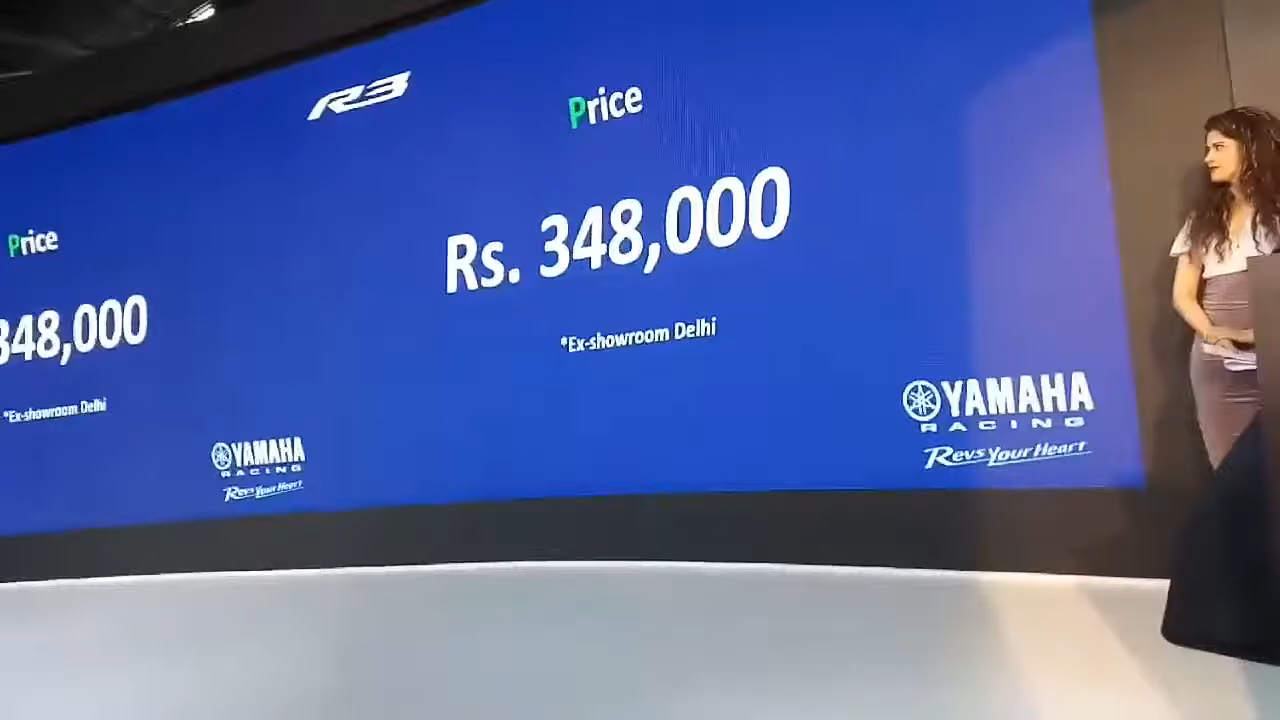 R3
Price
Rs. 348,000
*Ex-showroom Delhi
YAMAHA
RACING
Revs Your Heart
Price
348,000
*Ex-showroom Delhi
YAMAHA
RACING
Revs Your Heart